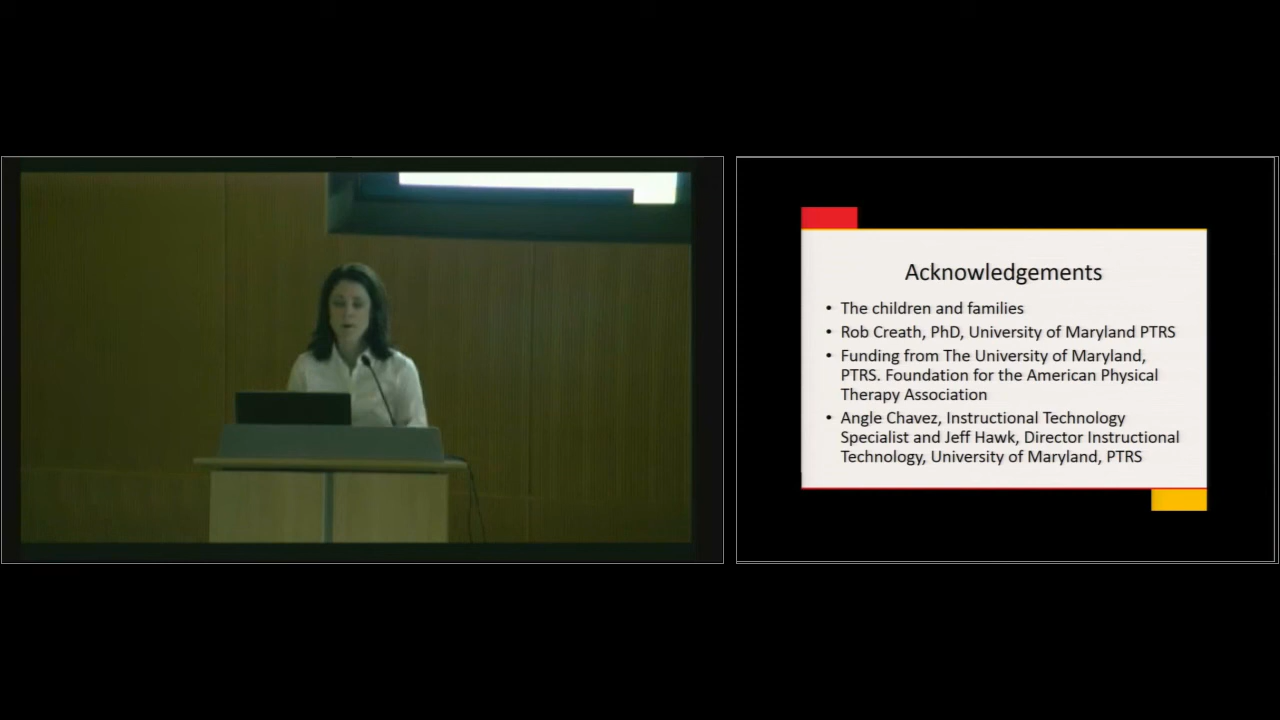 Acknowledgements
• The children and families
• Rob Creath, PhD, University of Maryland PTRS
• Funding from The University of Maryland,
PTRS. Foundation for the American Physical
Therapy Association
• Angle Chavez, Instructional Technology
Specialist and Jeff Hawk, Director Instructional
Technology, University of Maryland, PTRS